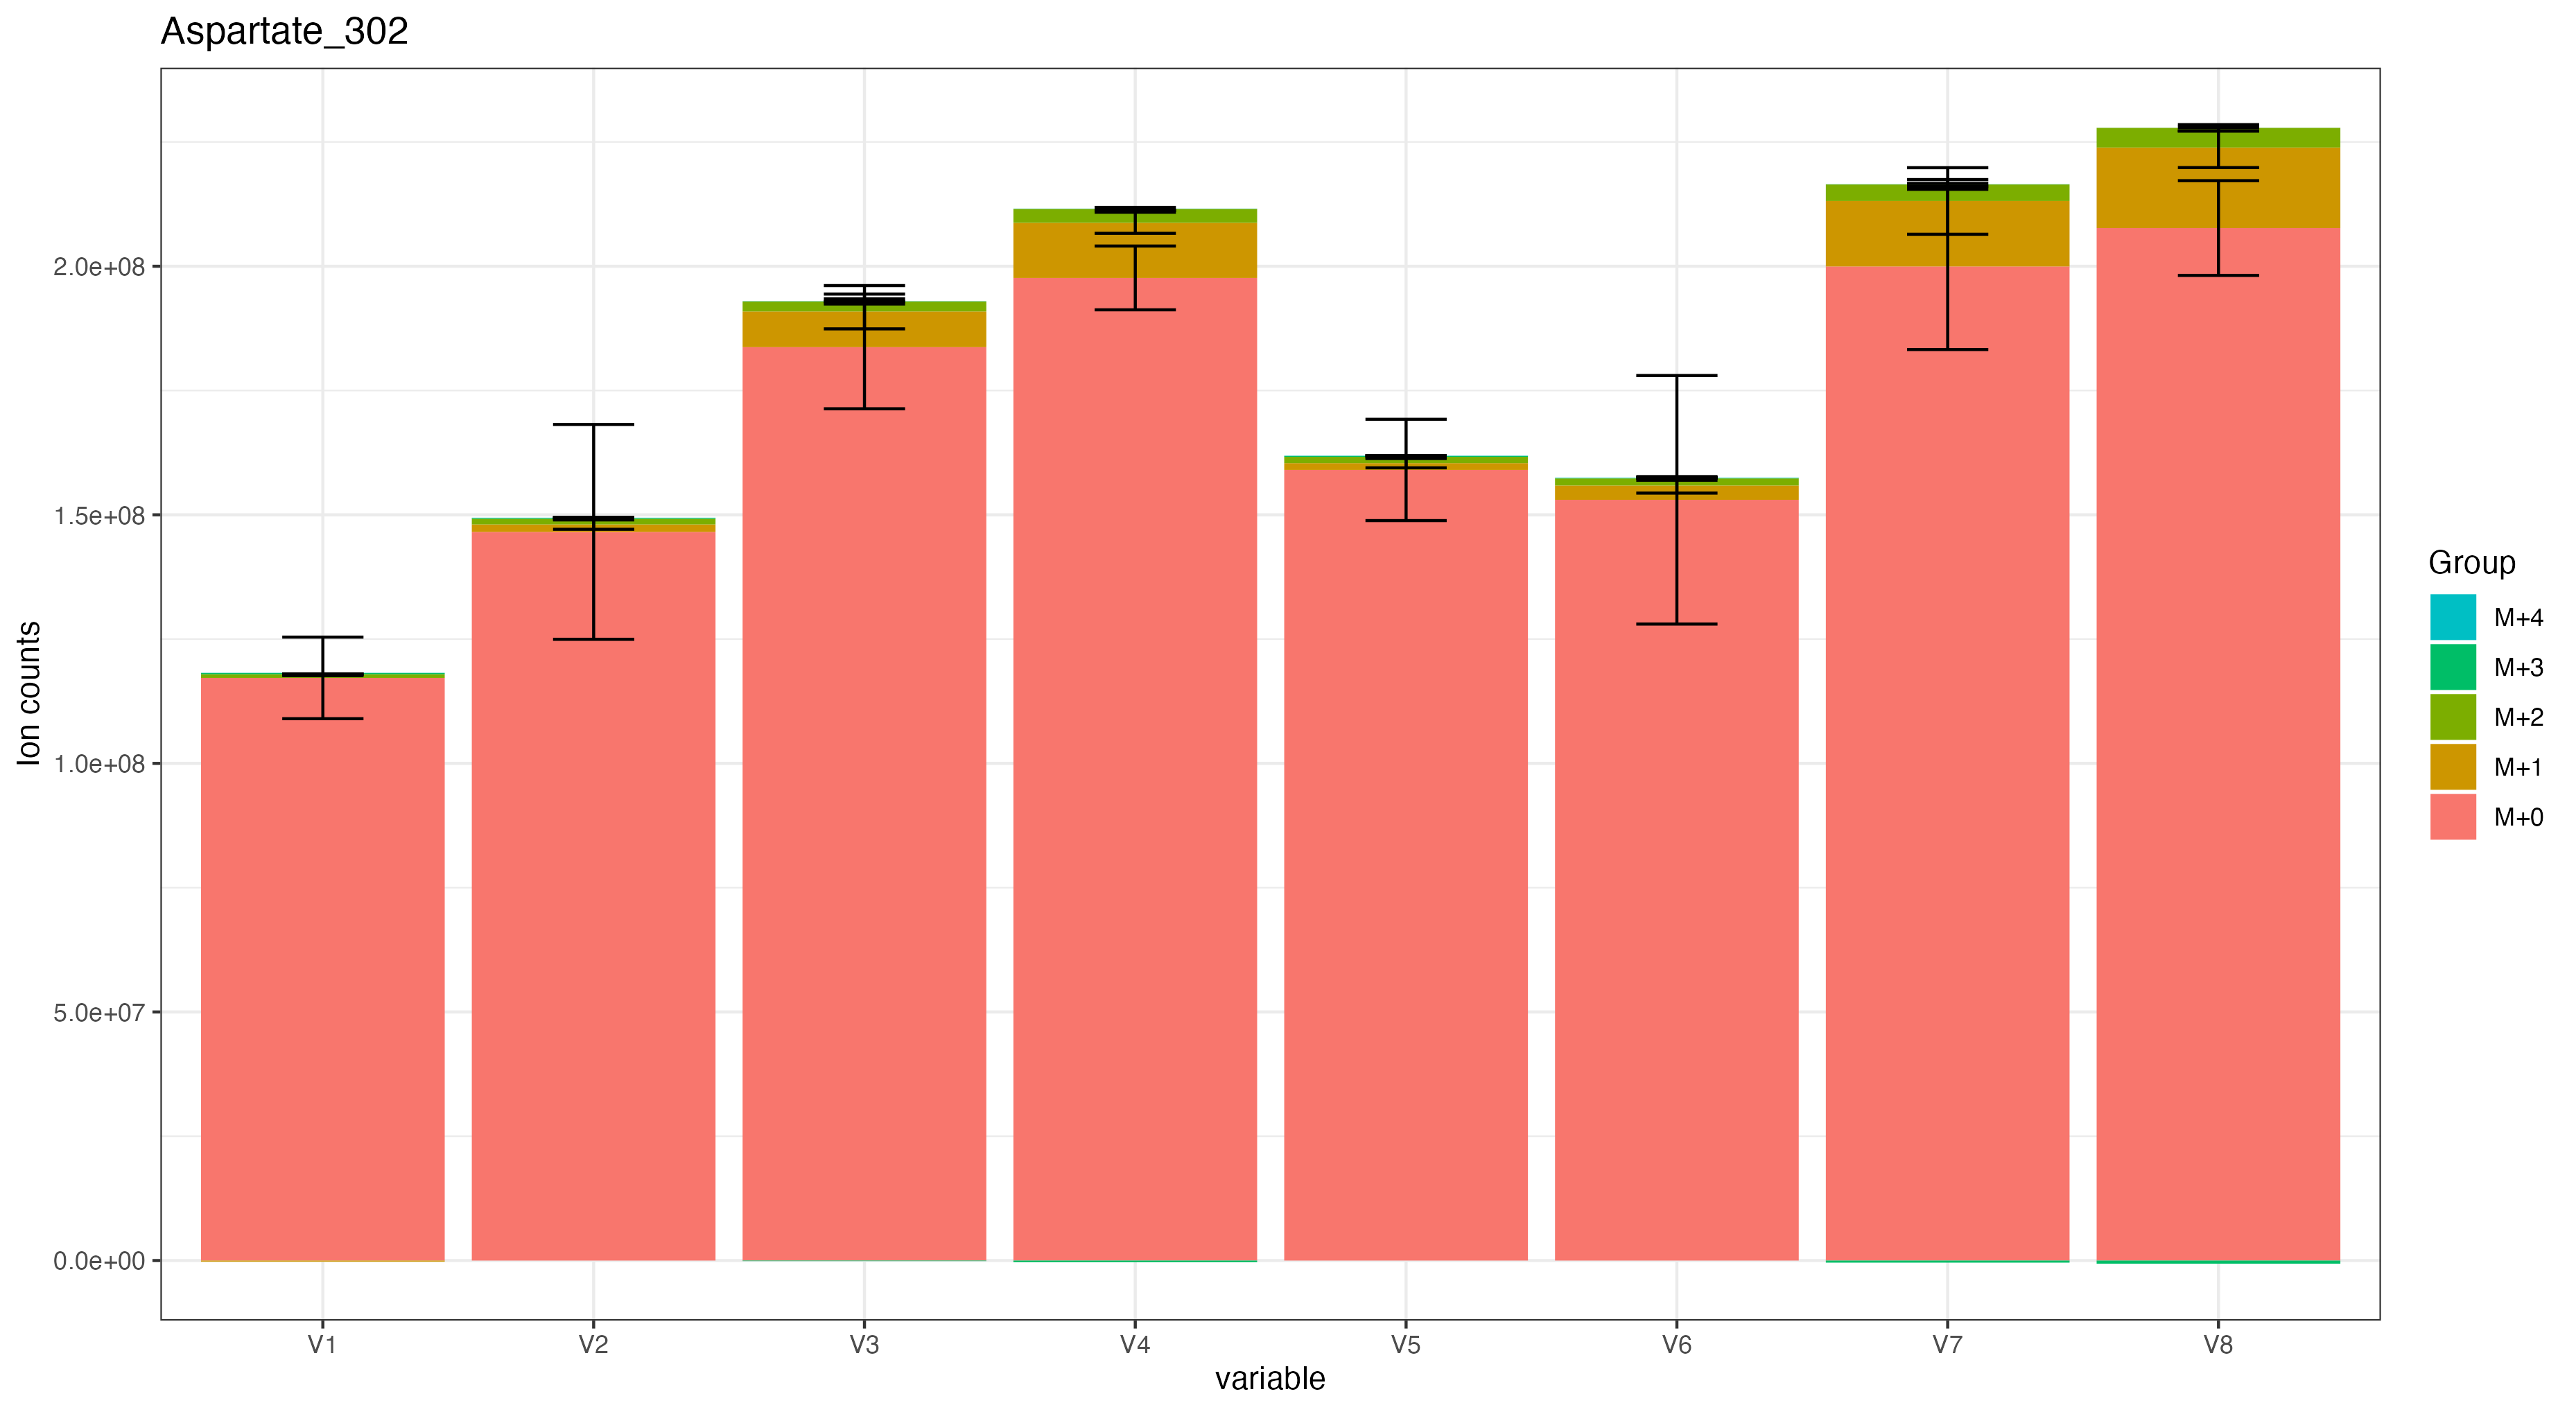 Aspartate_302
Ion counts
2.0e+08
1.5e+08
1.0e+08
5.0e+07
0.0e+00
V1 V2 V3 V4 V5 V6 V7 V8
variable
Group
M+4
M+3
M+2
M+1
M+0